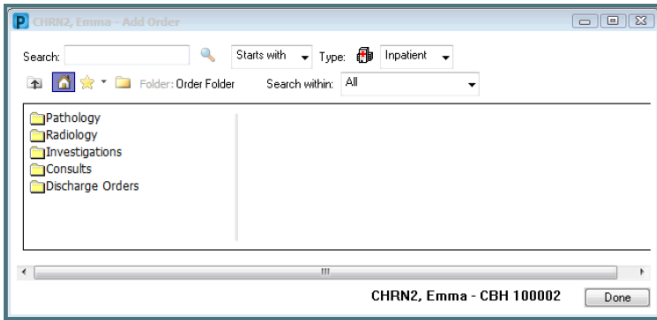 P CHRN2, Emma - Add Order
Search: Starts with Type: Inpatient
Folder: Order Folder Search within: All
Pathology
Radiology
Investigations
Consults
Discharge Orders
CHRN2, Emma - CBH 100002 Done